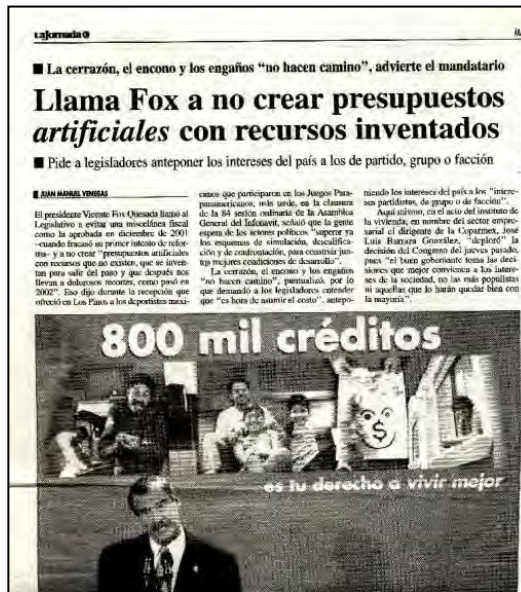 La Jornada
■ La cerrazón, el encono y los engaños “no hacen camino”, advierte el mandatario
Llama Fox a no crear presupuestos
artificiales con recursos inventados
■ Pide a legisladores anteponer los intereses del país a los de partido, grupo o facción
■ JUAN MANUEL VENEGAS
El presidente Vicente Fox Quesada llamó al
Legislativo a evitar una miscelánea fiscal
como la aprobada en diciembre de 2001
–cuando fracasó su primer intento de refor-
ma– y a no crear “presupuestos artificiales
con recursos que no existen, que se inven-
tan para salir del paso y que después nos
llevan a dolorosos recortes, como pasó en
2002”. Eso dijo durante la recepción que
ofreció en Los Pinos a los deportistas mexi-
canos que participaron en los Juegos Para-
panamericanos; más tarde, en la clausura
de la 84 sesión ordinaria de la Asamblea
General del Infonavit, señaló que la gente
espera de los actores políticos “superar ya
los esquemas de simulación, descalifica-
ción y de confrontación, para construir jun-
tos mejores condiciones de desarrollo”.
La cerrazón, el encono y los engaños
“no hacen camino”, puntualizó, por lo
que demandó a los legisladores entender
que “es hora de asumir el costo”, antepo-
niendo los intereses del país a los “intere-
ses partidistas, de grupo o de facción”.
Aquí mismo, en el acto del instituto de
la vivienda, en nombre del sector empre-
sarial el dirigente de la Coparmex, José
Luis Barraza González, “deploró” la
decisión del Congreso del jueves pasado,
pues “el buen gobernante toma las deci-
siones que mejor convienen a los intere-
ses de la sociedad, no las más populistas
ni aquellas que lo harán quedar bien con
la mayoría”.
800 mil créditos
$
es tu derecho a vivir mejor